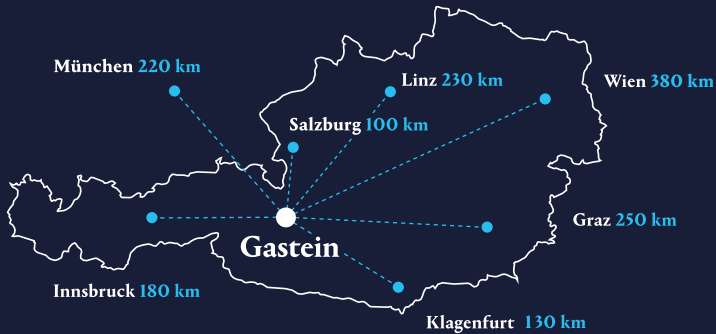 München 220 km
Linz 230 km
Wien 380 km
Salzburg 100 km
Graz 250 km
Gastein
Innsbruck 180 km
Klagenfurt 130 km